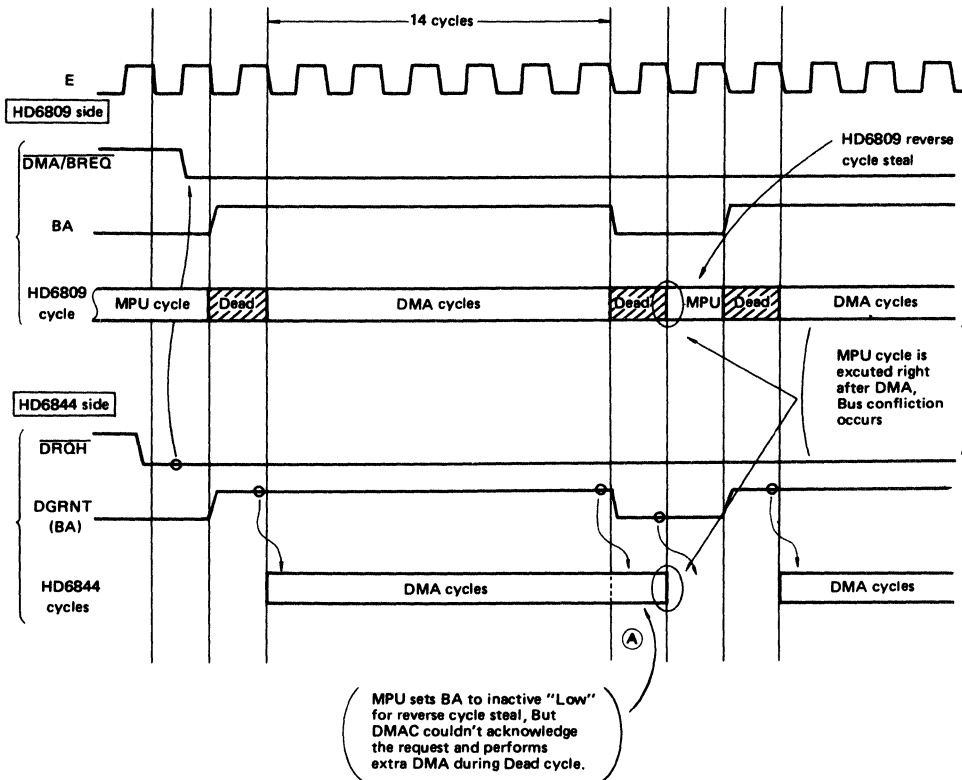 14 cycles
E
HD6809 side
DMA/BREQ
HD6809 reverse
cycle steal
BA
HD6809
cycle
MPU cycle
Dead
DMA cycles
Dead
MPU
Dead
DMA cycles
MPU cycle is
excuted right
after DMA,
Bus confliction
occurs
HD6844 side
DRQH
DGRNT
(BA)
HD6844
cycles
DMA cycles
DMA cycles
A
MPU sets BA to inactive "Low"
for reverse cycle steal, But
DMAC couldn't acknowledge
the request and performs
extra DMA during Dead cycle.